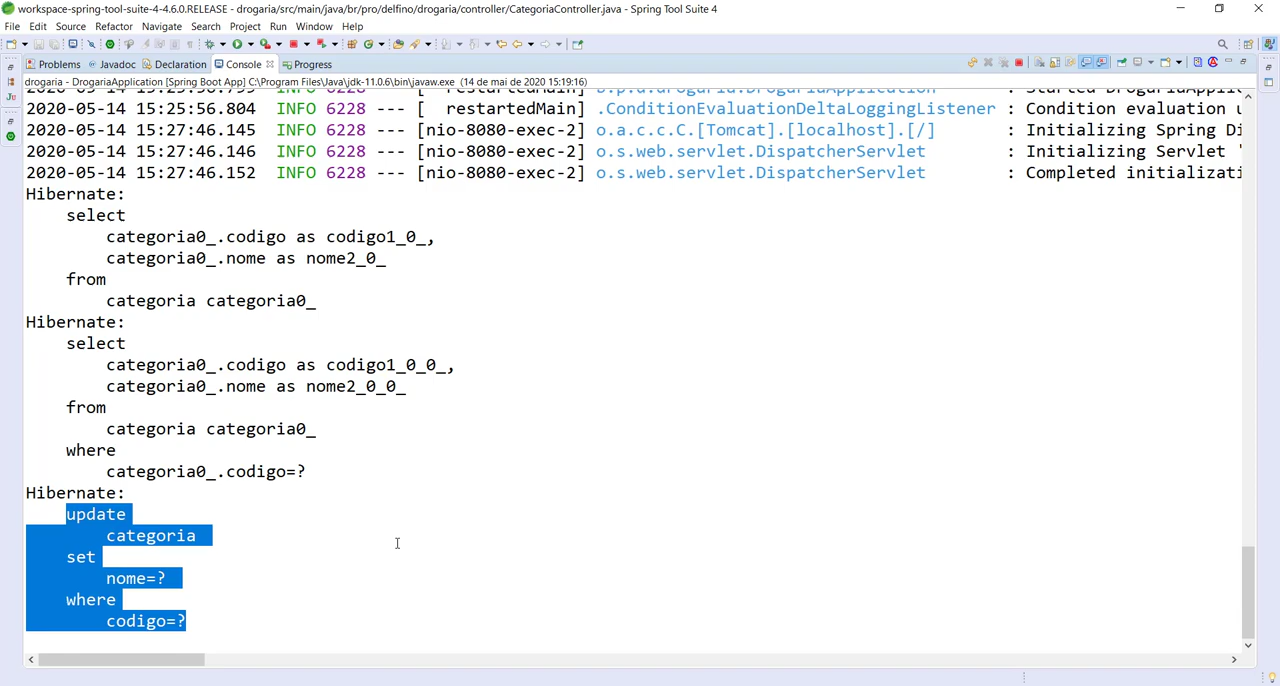 workspace-spring-tool-suite-4-4.6.0.RELEASE - drogaria/src/main/java/br/pro/delfino/drogaria/controller/CategoriaController.java - Spring Tool Suite 4
File Edit Source Refactor Navigate Search Project Run Window Help
Problems Javadoc Declaration Console Progress
drogaria - DrogariaApplication [Spring Boot App] C:\Program Files\Java\jdk-11.0.6\bin\javaw.exe (14 de mai de 2020 15:19:16)
2020-05-14 15:25:56.804 INFO 6228 --- [ restartedMain] .ConditionEvaluationDeltaLoggingListener : Condition evaluation u
2020-05-14 15:27:46.145 INFO 6228 --- [nio-8080-exec-2] o.a.c.c.C.[Tomcat].[localhost].[/] : Initializing Spring Di
2020-05-14 15:27:46.146 INFO 6228 --- [nio-8080-exec-2] o.s.web.servlet.DispatcherServlet : Initializing Servlet '
2020-05-14 15:27:46.152 INFO 6228 --- [nio-8080-exec-2] o.s.web.servlet.DispatcherServlet : Completed initializati
Hibernate:
select
categoria0_.codigo as codigo1_0_,
categoria0_.nome as nome2_0_
from
categoria categoria0_
Hibernate:
select
categoria0_.codigo as codigo1_0_0_,
categoria0_.nome as nome2_0_0_
from
categoria categoria0_
where
categoria0_.codigo=?
Hibernate:
update
categoria
set
nome=?
where
codigo=?